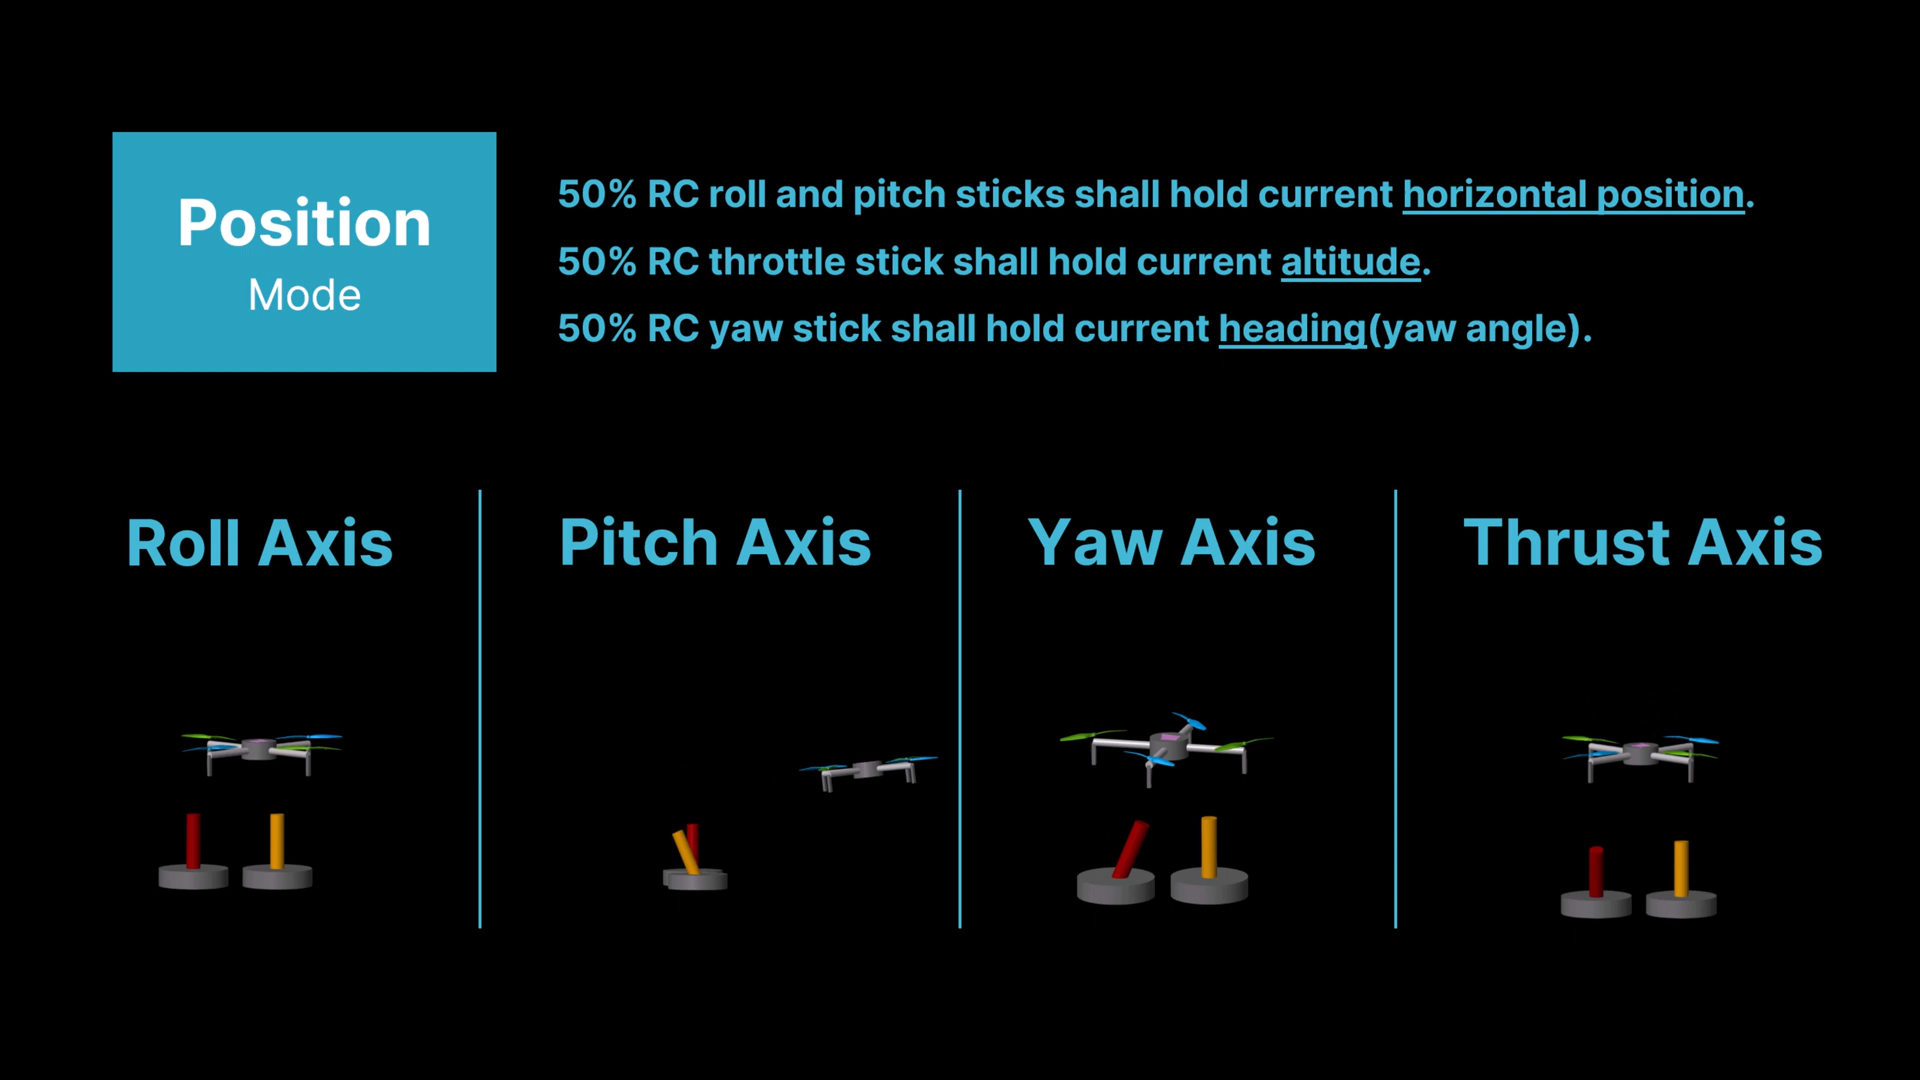 Position
Mode
50% RC roll and pitch sticks shall hold current horizontal position.
50% RC throttle stick shall hold current altitude.
50% RC yaw stick shall hold current heading(yaw angle).
Roll Axis
Pitch Axis
Yaw Axis
Thrust Axis